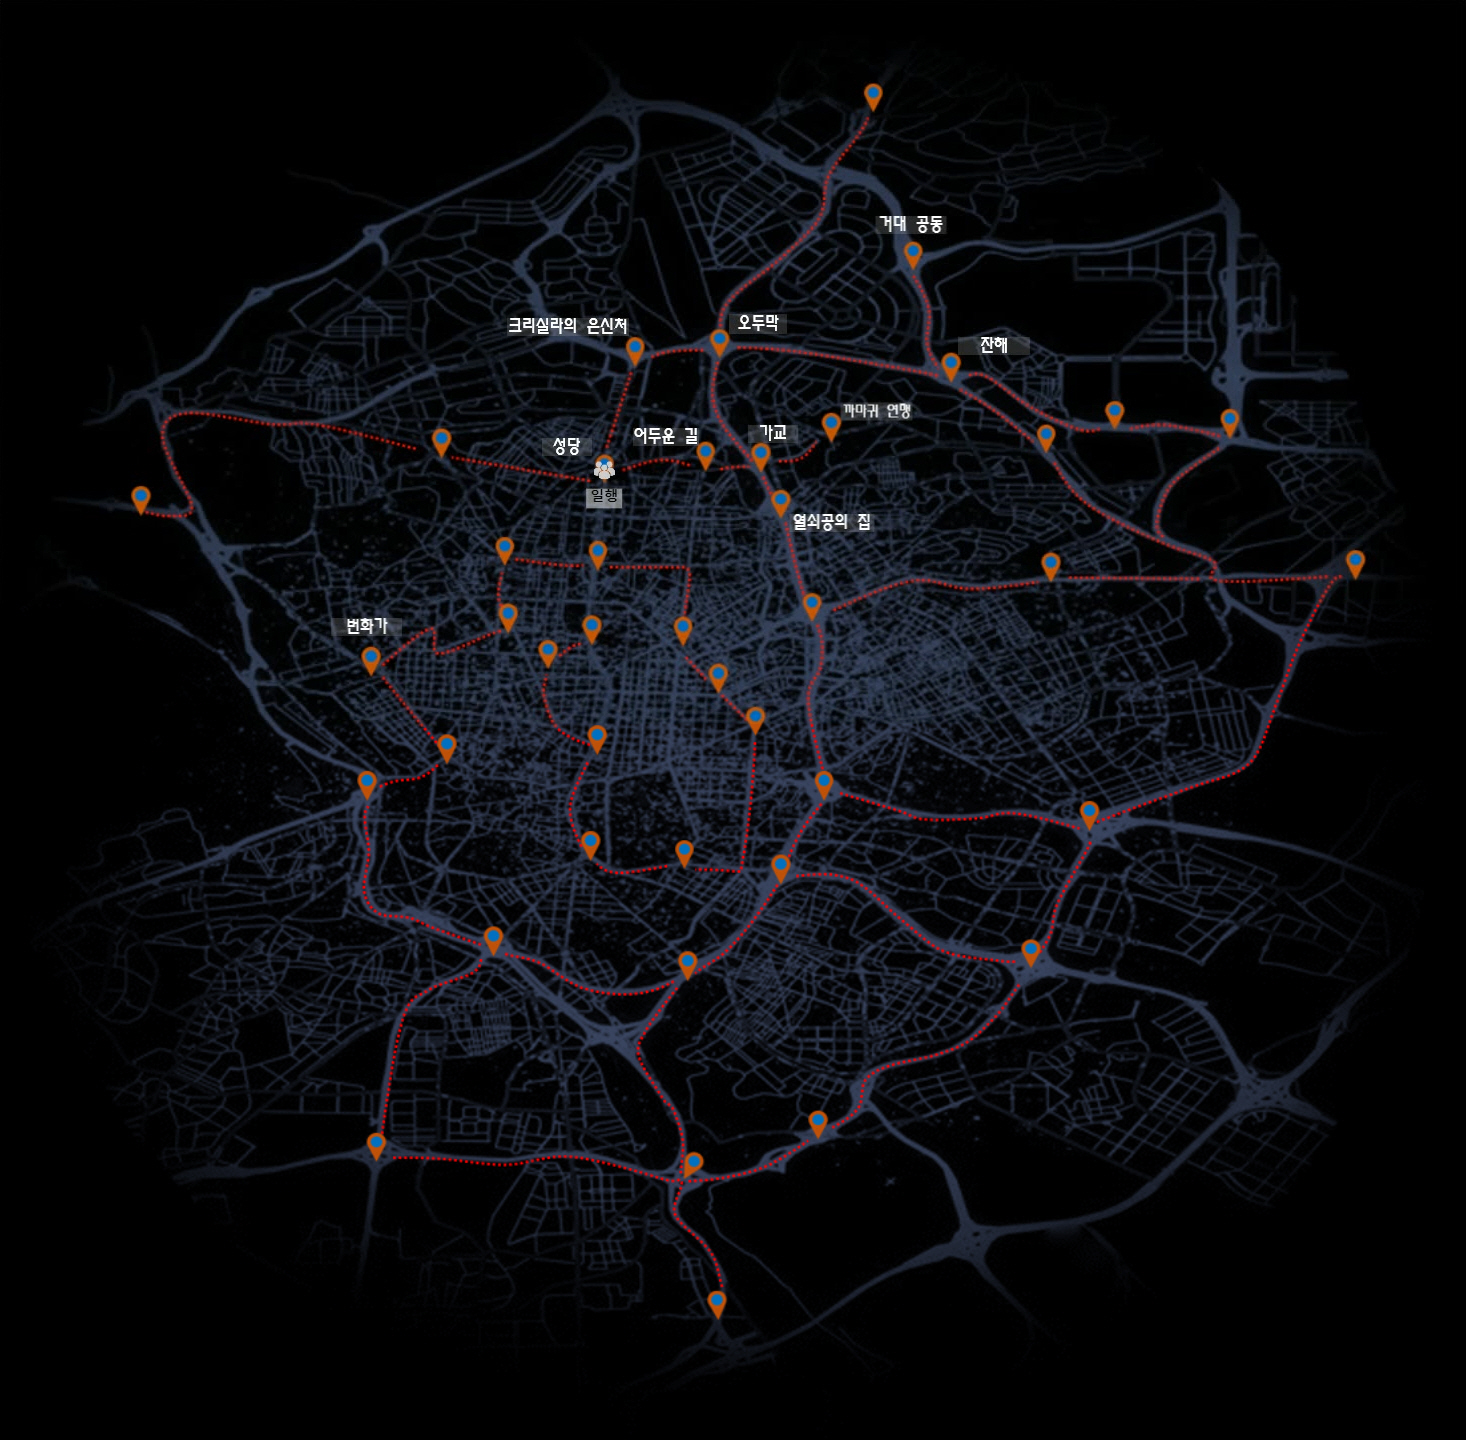 거대 공동
크리실라의 은신처
오두막
잔해
까마귀 연맹
성당
어두운 길
가교
일행
열쇠공의 집
번화가